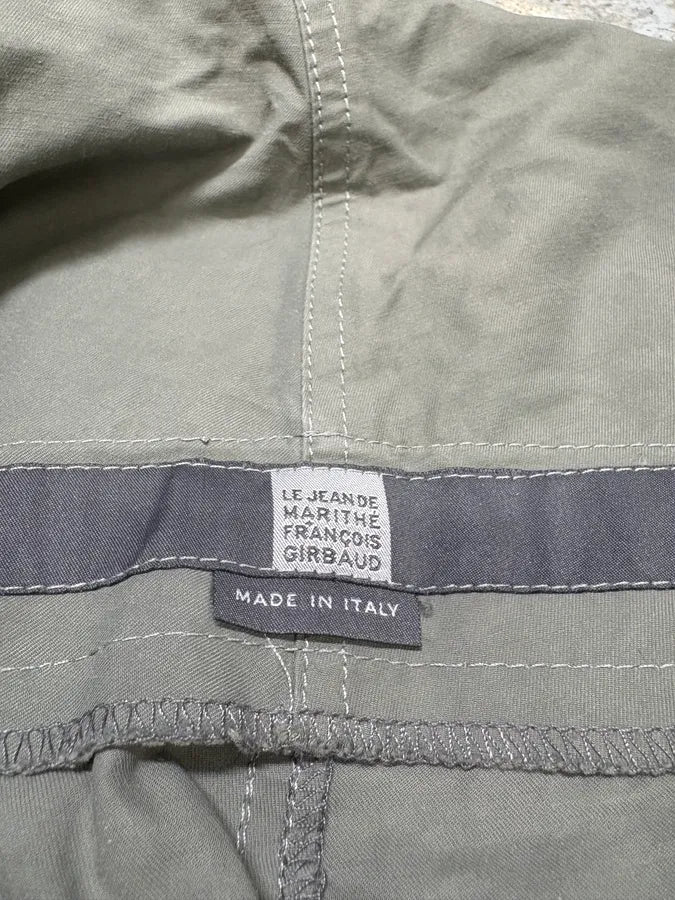 LE JEAN DE
MARITHÉ
FRANÇOIS
GIRBAUD
MADE IN ITALY